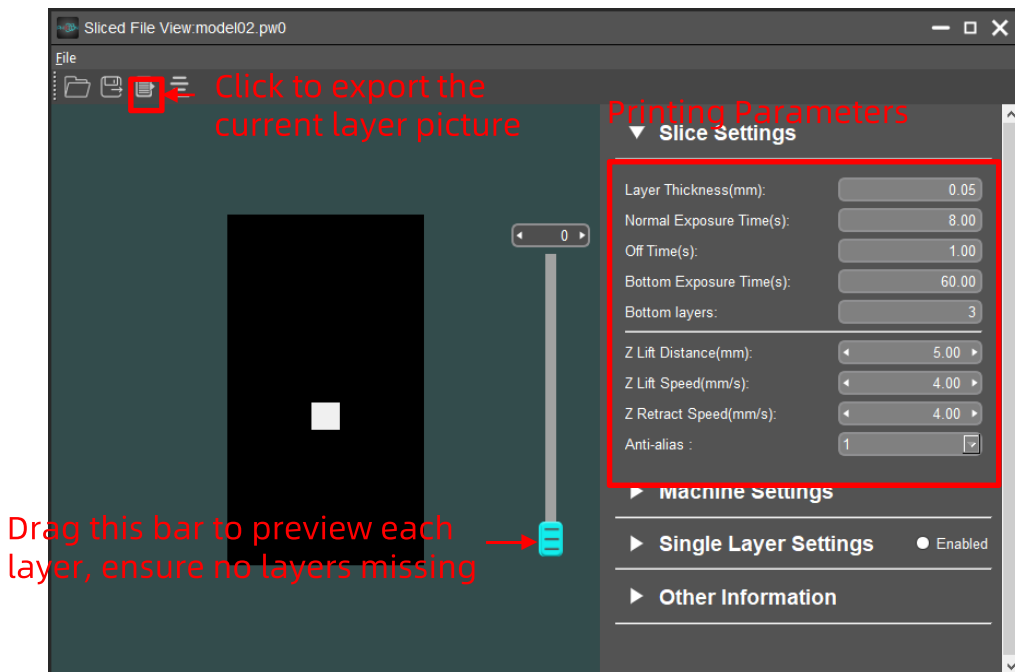 Sliced File View:model02.pw0
File
Click to export the
current layer picture
Printing Parameters
Slice Settings
Layer Thickness(mm): 0.05
Normal Exposure Time(s): 8.00
Off Time(s): 1.00
Bottom Exposure Time(s): 60.00
Bottom layers: 3
Z Lift Distance(mm): 5.00
Z Lift Speed(mm/s): 4.00
Z Retract Speed(mm/s): 4.00
Anti-alias : 1
0
Machine Settings
Drag this bar to preview each
layer, ensure no layers missing
Single Layer Settings Enabled
Other Information